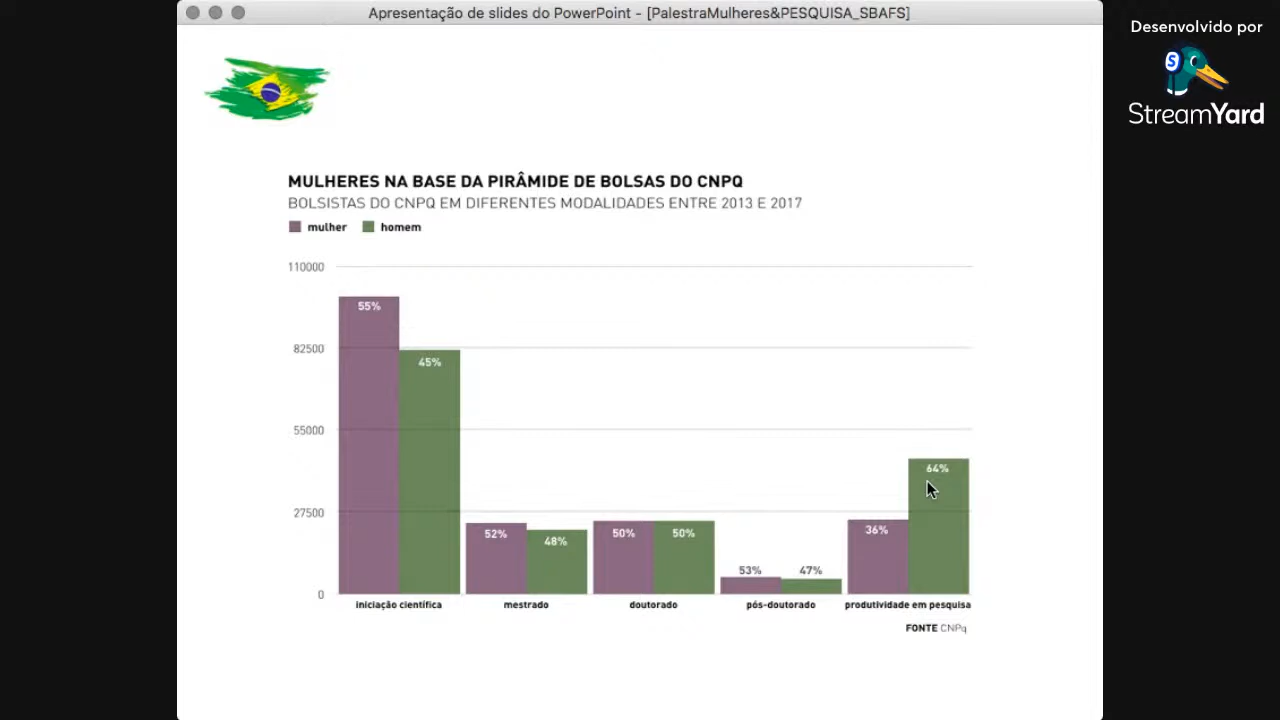 Apresentação de slides do PowerPoint - [PalestraMulheres&PESQUISA_SBAFS]
Desenvolvido por
S
StreamYard
MULHERES NA BASE DA PIRÂMIDE DE BOLSAS DO CNPQ
BOLSISTAS DO CNPQ EM DIFERENTES MODALIDADES ENTRE 2013 E 2017
mulher homem
110000
82500
55000
27500
0
55% 45%
52% 48%
50% 50%
53% 47%
36% 64%
iniciação científica mestrado doutorado pós-doutorado produtividade em pesquisa
FONTE CNPq